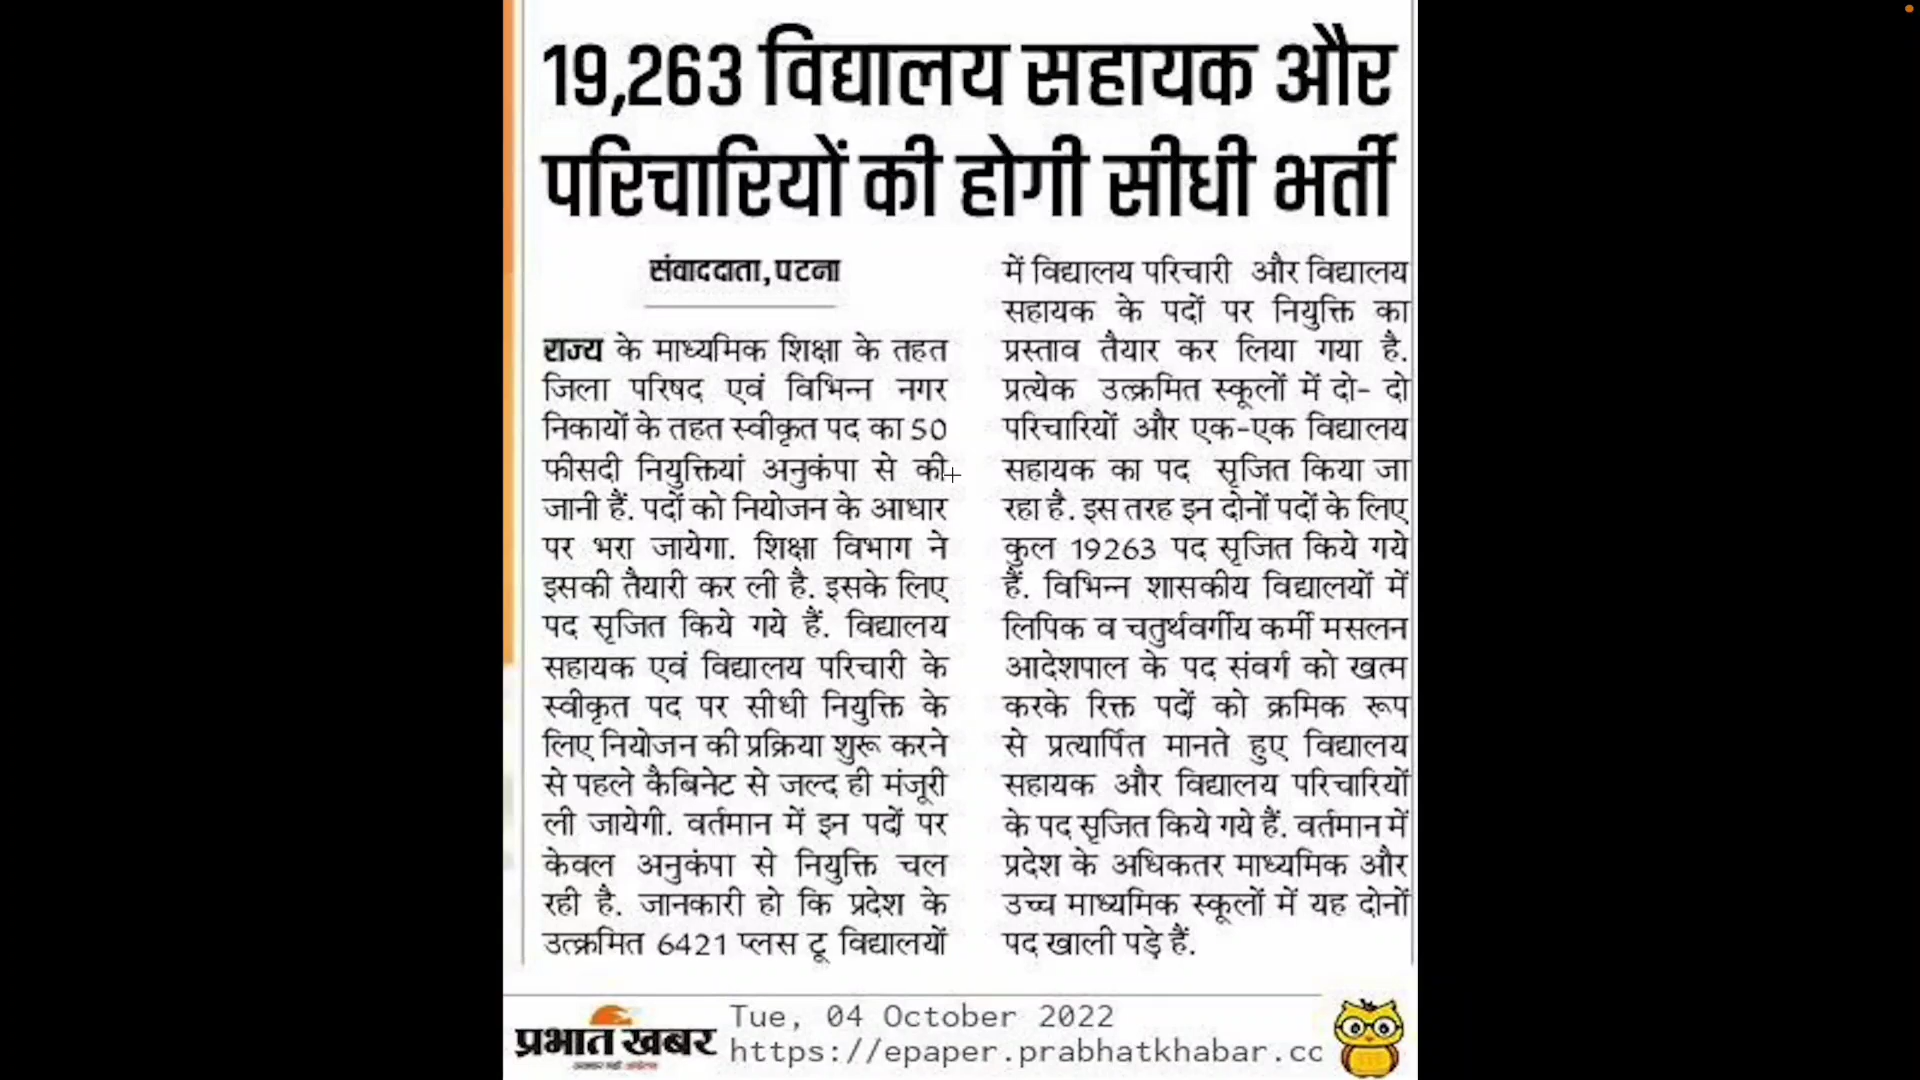 19,263 विद्यालय सहायक और
परिचारियों की होगी सीधी भर्ती
संवाददाता, पटना
राज्य के माध्यमिक शिक्षा के तहत
जिला परिषद एवं विभिन्न नगर
निकायों के तहत स्वीकृत पद का 50
फीसदी नियुक्तियां अनुकंपा से की
जानी हैं. पदों को नियोजन के आधार
पर भरा जायेगा. शिक्षा विभाग ने
इसकी तैयारी कर ली है. इसके लिए
पद सृजित किये गये हैं. विद्यालय
सहायक एवं विद्यालय परिचारी के
स्वीकृत पद पर सीधी नियुक्ति के
लिए नियोजन की प्रक्रिया शुरू करने
से पहले कैबिनेट से जल्द ही मंजूरी
ली जायेगी. वर्तमान में इन पदों पर
केवल अनुकंपा से नियुक्ति चल
रही है. जानकारी हो कि प्रदेश के
उत्क्रमित 6421 प्लस टू विद्यालयों
में विद्यालय परिचारी और विद्यालय
सहायक के पदों पर नियुक्ति का
प्रस्ताव तैयार कर लिया गया है.
प्रत्येक उत्क्रमित स्कूलों में दो- दो
परिचारियों और एक-एक विद्यालय
सहायक का पद सृजित किया जा
रहा है. इस तरह इन दोनों पदों के लिए
कुल 19263 पद सृजित किये गये
हैं. विभिन्न शासकीय विद्यालयों में
लिपिक व चतुर्थवर्गीय कर्मी मसलन
आदेशपाल के पद संवर्ग को खत्म
करके रिक्त पदों को क्रमिक रूप
से प्रत्यार्पित मानते हुए विद्यालय
सहायक और विद्यालय परिचारियों
के पद सृजित किये गये हैं. वर्तमान में
प्रदेश के अधिकतर माध्यमिक और
उच्च माध्यमिक स्कूलों में यह दोनों
पद खाली पड़े हैं.
प्रभात खबर
Tue, 04 October 2022
https://epaper.prabhatkhabar.cc